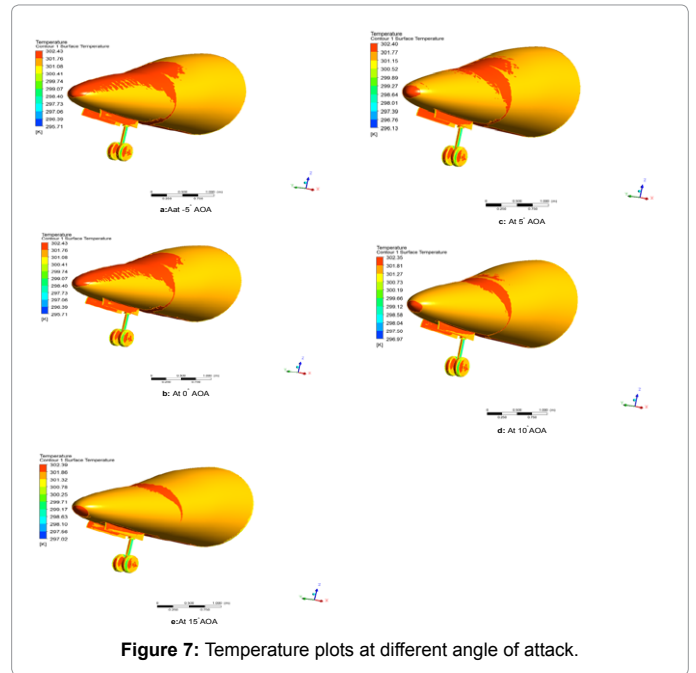 Temperature
Contour 1 Surface Temperature
302.43
301.76
301.08
300.41
299.74
299.07
298.40
297.73
297.06
296.39
295.71
[K]
a:Aat -5° AOA
Temperature
Contour 1 Surface Temperature
302.40
301.77
301.15
300.52
299.89
299.27
298.64
298.01
297.39
296.76
296.13
[K]
c: At 5° AOA
Temperature
Contour 1 Surface Temperature
302.43
301.76
301.08
300.41
299.74
299.07
298.40
297.73
297.06
296.39
295.71
[K]
b: At 0° AOA
Temperature
Contour 1 Surface Temperature
302.35
301.81
301.27
300.73
300.19
299.66
299.12
298.58
298.04
297.50
296.97
[K]
d: At 10°AOA
Temperature
Contour 1 Surface Temperature
302.39
301.86
301.32
300.78
300.25
299.71
299.17
298.63
298.10
297.56
297.02
[K]
e:At 15°AOA
Figure 7: Temperature plots at different angle of attack.